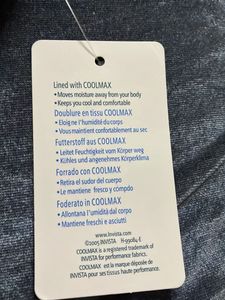 Lined with COOLMAX
• Moves moisture away from your body
• Keeps you cool and comfortable
Doublure en tissu COOLMAX
• Eloigne l'humidité du corps
• Vous maintient confortablement au sec
Futterstoff aus COOLMAX
• Leitet Feuchtigkeit vom Körper weg
• Kühles und angenehmes Körperklima
Forrado con COOLMAX
• Retira el sudor del cuerpo
• Le mantiene fresco y cómpdo
Foderato in COOLMAX
• Allontana l'umidità dal corpo
• Mantiene freschi e asciutti
www.invista.com
©2005 INVISTA H-99084-E
COOLMAX is a registered trademark of
INVISTA for performance fabrics.
COOLMAX est la marque déposée de
INVISTA pour ses tissus haute performance.